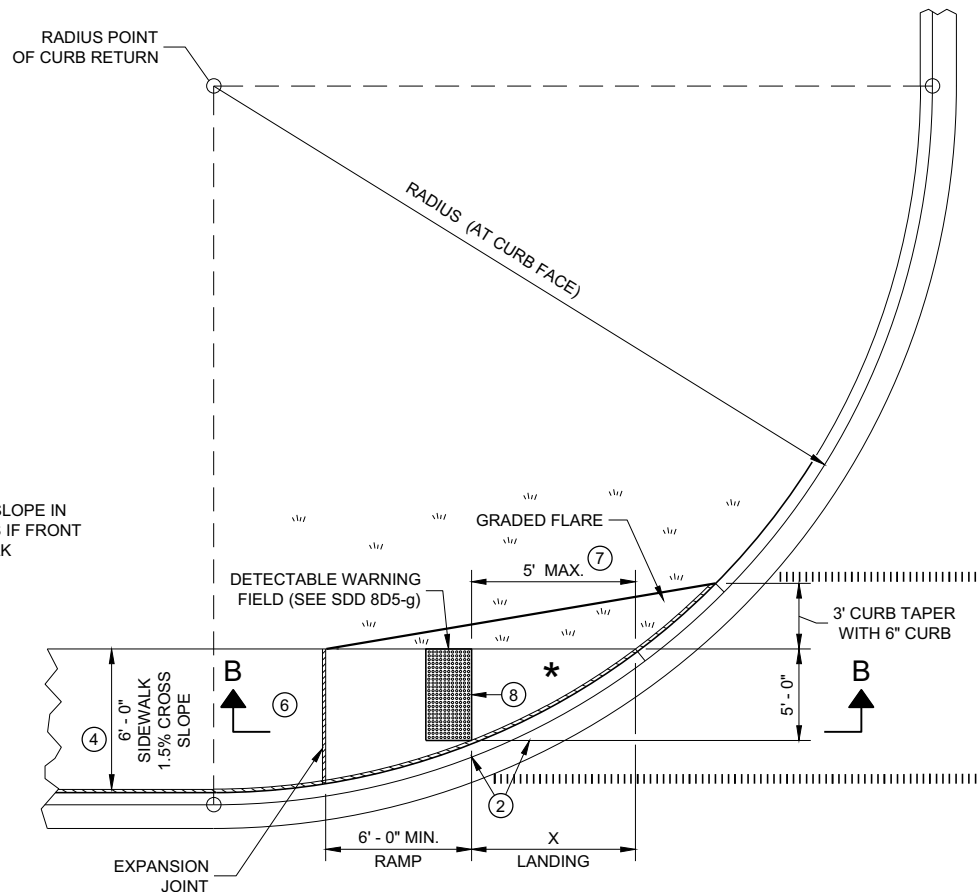 RADIUS POINT
OF CURB RETURN
RADIUS (AT CURB FACE)
SLOPE IN
IF FRONT
GRADED FLARE
5' MAX.
7
DETECTABLE WARNING
FIELD (SEE SDD 8D5-g)
3' CURB TAPER
WITH 6" CURB
B
6
*
8
B
4
6' - 0"
SIDEWALK
1.5% CROSS
SLOPE
5' - 0"
2
6' - 0" MIN.
RAMP
X
LANDING
EXPANSION
JOINT